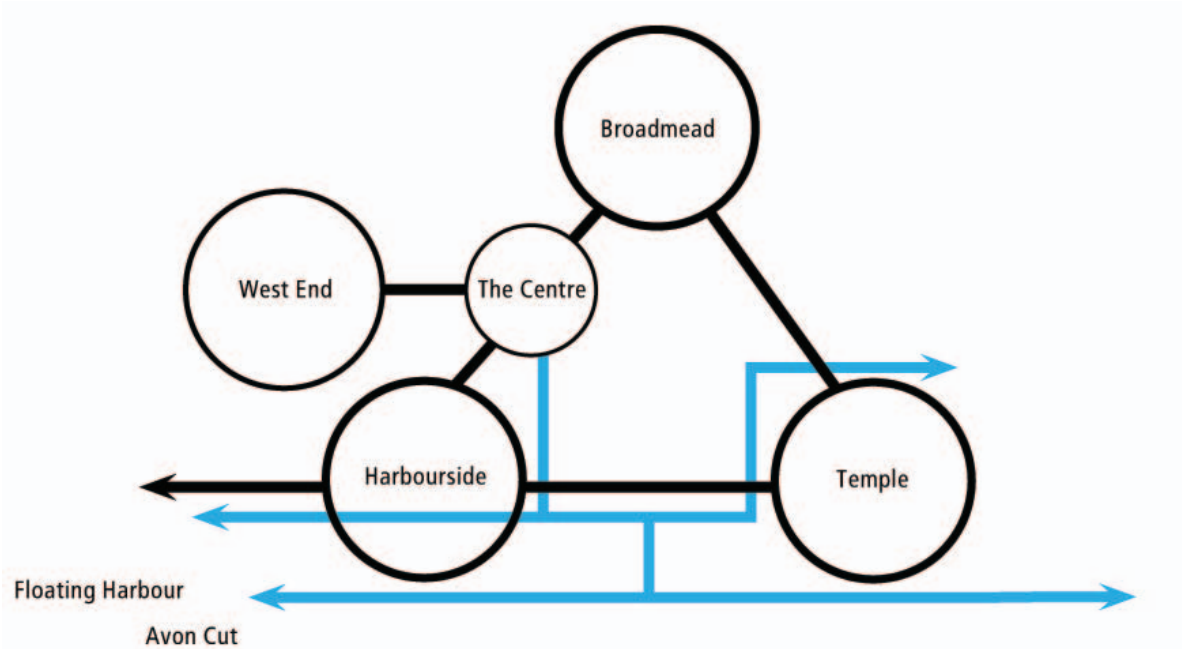 Broadmead
West End
The Centre
Harbourside
Temple
Floating Harbour
Avon Cut